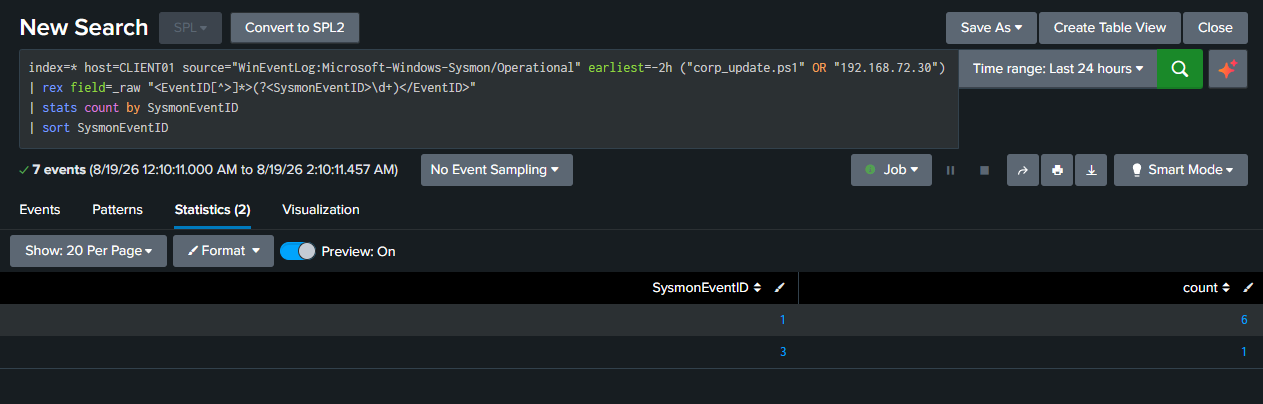 New Search
SPL
Convert to SPL2
Save As
Create Table View
Close
index=* host=CLIENT01 source="WinEventLog:Microsoft-Windows-Sysmon/Operational" earliest=-2h ("corp_update.ps1" OR "192.168.72.30")
| rex field=_raw "<EventID[^>]*>(?<SysmonEventID>\d+)</EventID>"
| stats count by SysmonEventID
| sort SysmonEventID
Time range: Last 24 hours
7 events (8/19/26 12:10:11.000 AM to 8/19/26 2:10:11.457 AM)
No Event Sampling
Job
Smart Mode
Events
Patterns
Statistics (2)
Visualization
Show: 20 Per Page
Format
Preview: On
SysmonEventID count
1 6
3 1